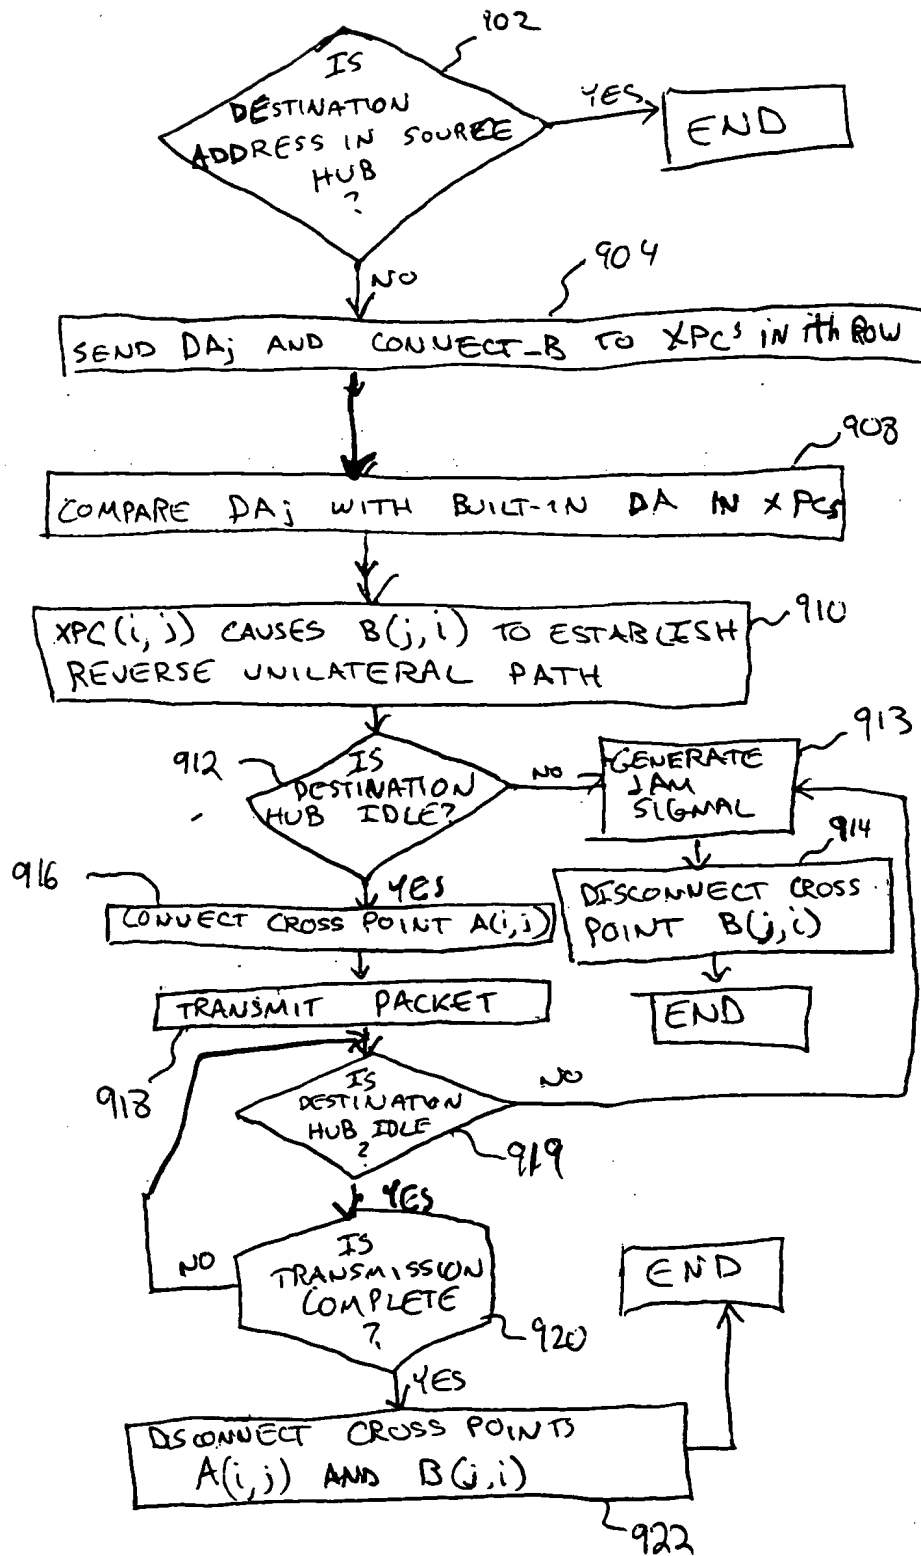 902
IS
DESTINATION
ADDRESS IN SOURCE
HUB
?
YES
END
NO
904
SEND DAj AND CONNECT-B TO XPCs IN ith ROW
908
COMPARE DAj WITH BUILT-IN DA IN XPCs
910
XPC(i,j) CAUSES B(j,i) TO ESTABLISH
REVERSE UNILATERAL PATH
912
IS
DESTINATION
HUB IDLE?
NO
913
GENERATE
JAM
SIGNAL
914
DISCONNECT CROSS
POINT B(j,i)
END
YES
916
CONNECT CROSS POINT A(i,j)
TRANSMIT PACKET
918
IS
DESTINATION
HUB IDLE
?
NO
919
YES
IS
TRANSMISSION
COMPLETE
?
NO
920
YES
END
DISCONNECT CROSS POINTS
A(i,j) AND B(j,i)
922